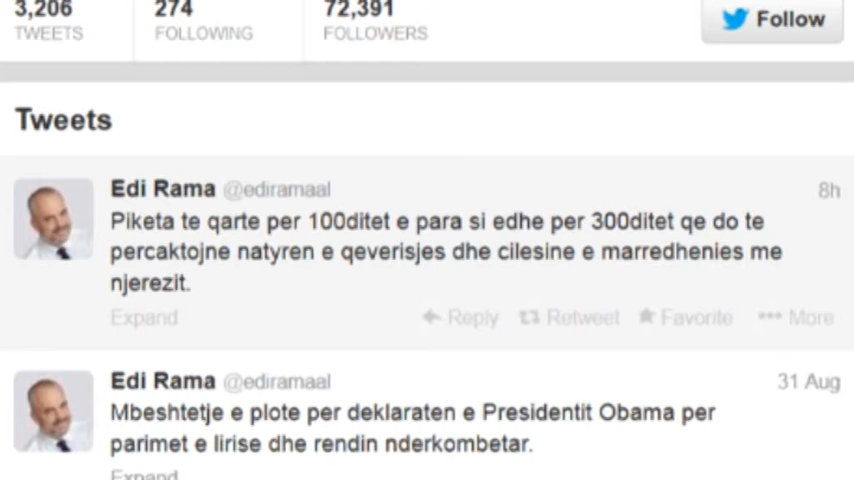 3,206 274 72,391
TWEETS FOLLOWING FOLLOWERS
Follow
Tweets
Edi Rama @ediramaal 8h
Piketa te qarte per 100ditet e para si edhe per 300ditet qe do te
percaktojne natyren e qeverisjes dhe cilesine e marredhenies me
njerezit.
Expand Reply Retweet Favorite More
Edi Rama @ediramaal 31 Aug
Mbeshtetje e plote per deklaraten e Presidentit Obama per
parimet e lirise dhe rendin nderkombetar.
Expand